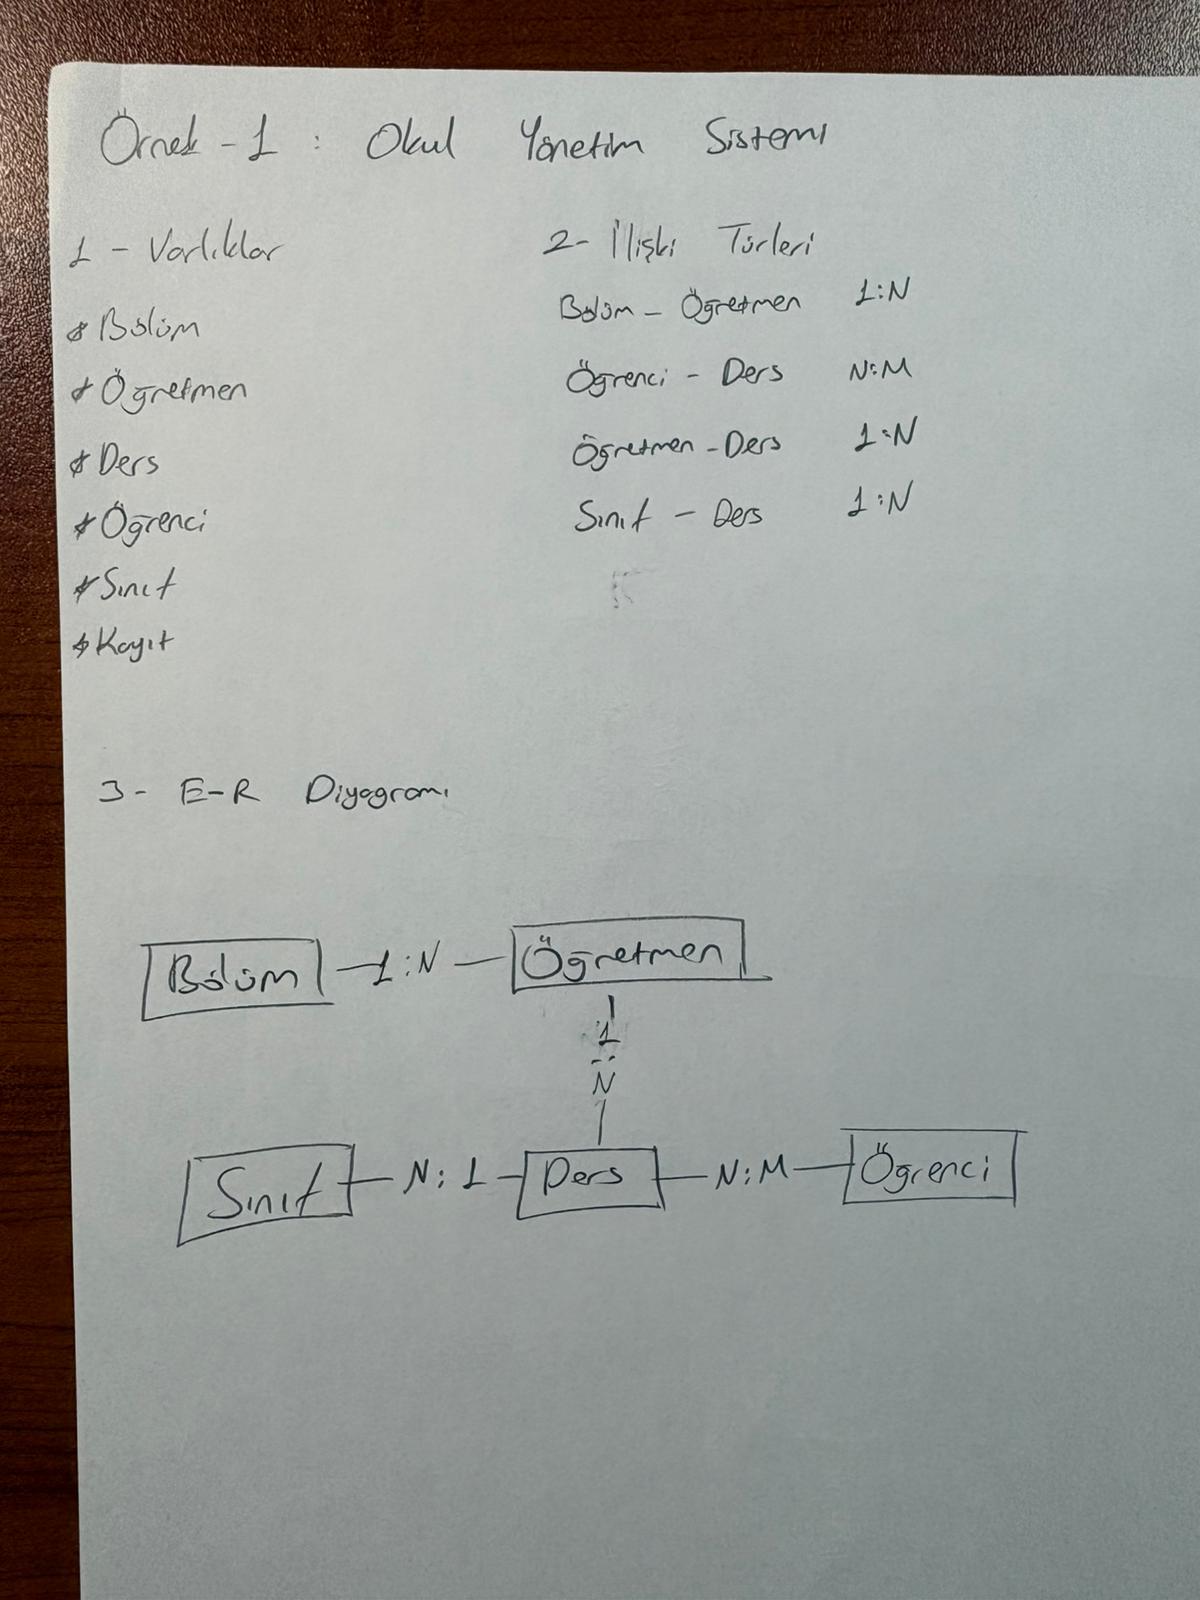 Örnek - 1 : Okul Yönetim Sistemi
1 - Varlıklar
* Bölüm
* Öğretmen
* Ders
* Öğrenci
* Sınıf
* Kayıt
2- İlişki Türleri
Bölüm - Öğretmen 1:N
Öğrenci - Ders N:M
Öğretmen - Ders 1:N
Sınıf - Ders 1:N
3- E-R Diyagramı
Bölüm 1:N Öğretmen
1
:
N
Sınıf N:1 Ders N:M Öğrenci